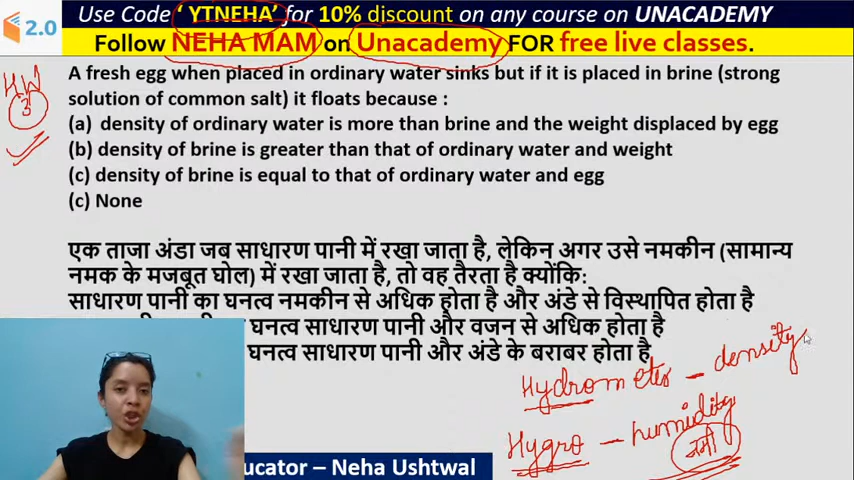 Use Code ‘ YTNEHA’ for 10% discount on any course on UNACADEMY
2.0
Follow NEHA MAM on Unacademy FOR free live classes.
HW
3
A fresh egg when placed in ordinary water sinks but if it is placed in brine (strong
solution of common salt) it floats because :
(a) density of ordinary water is more than brine and the weight displaced by egg
(b) density of brine is greater than that of ordinary water and weight
(c) density of brine is equal to that of ordinary water and egg
(c) None
एक ताजा अंडा जब साधारण पानी में रखा जाता है, लेकिन अगर उसे नमकीन (सामान्य
नमक के मजबूत घोल) में रखा जाता है, तो वह तैरता है क्योंकि:
साधारण पानी का घनत्व नमकीन से अधिक होता है और अंडे से विस्थापित होता है
घनत्व साधारण पानी और वजन से अधिक होता है
घनत्व साधारण पानी और अंडे के बराबर होता है
Hydrometer – density
Hygro – humidity
नमी
ducator – Neha Ushtwal